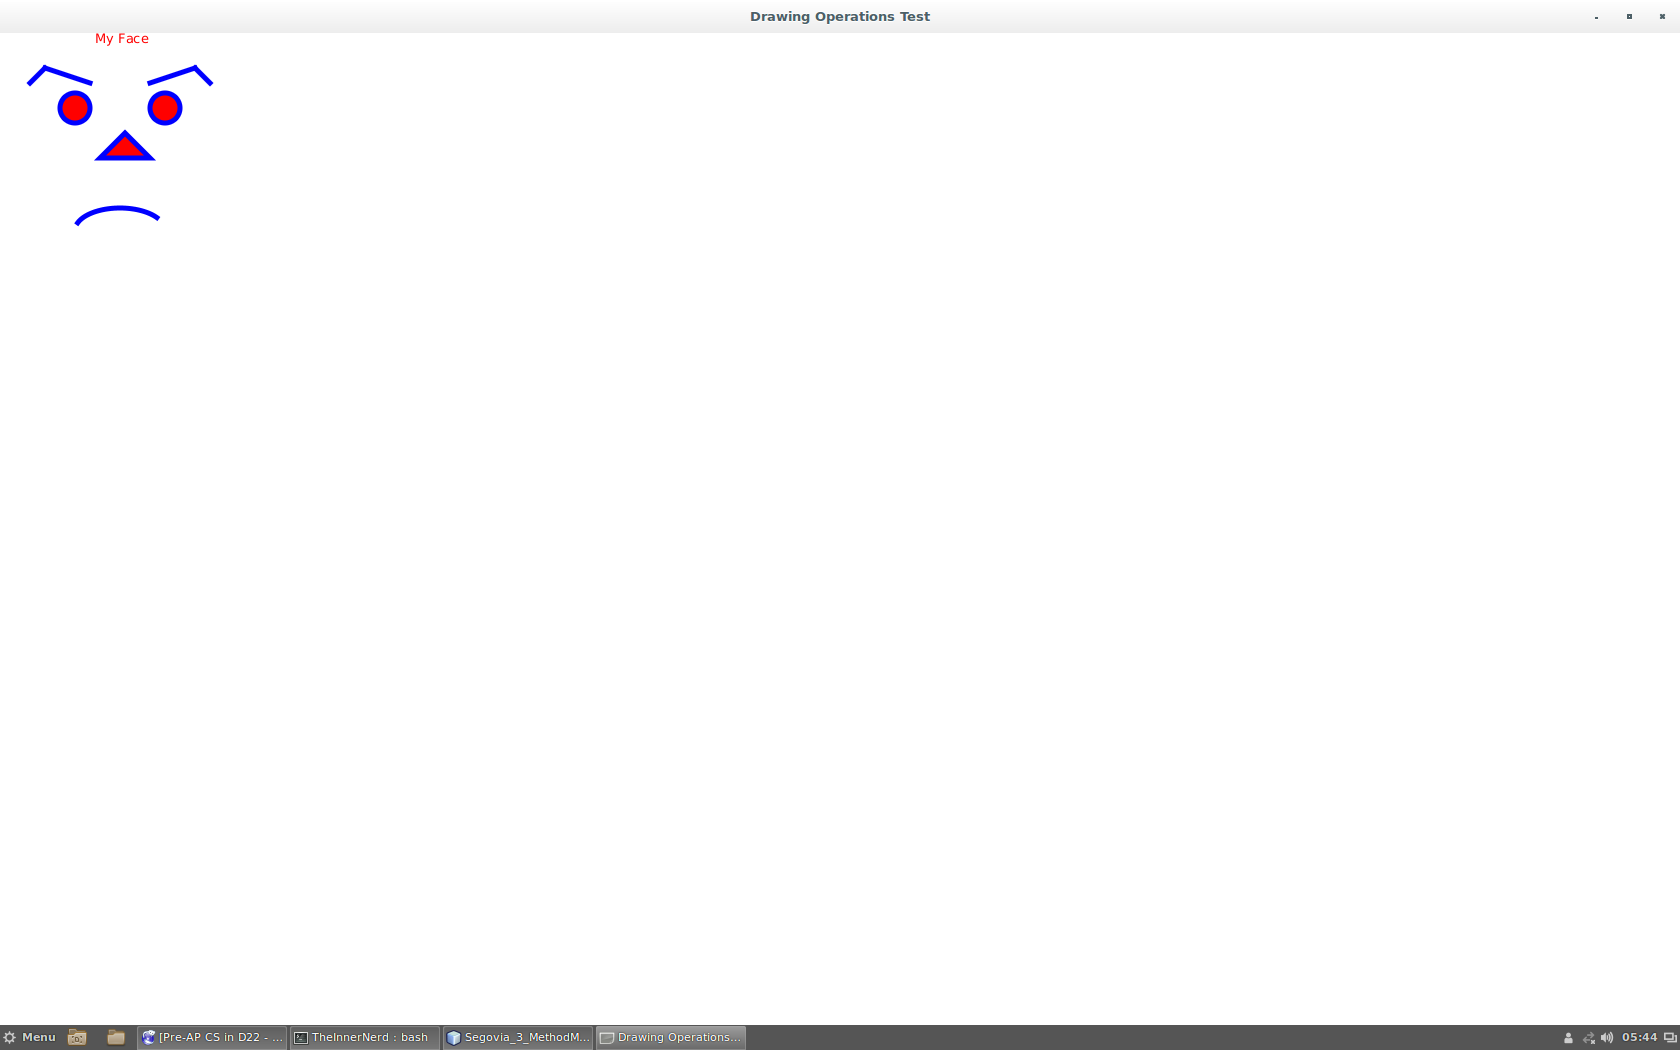 Drawing Operations Test
My Face
Menu
[Pre-AP CS in D22 - ...
TheInnerNerd : bash
Segovia_3_MethodM...
Drawing Operations...
05:44